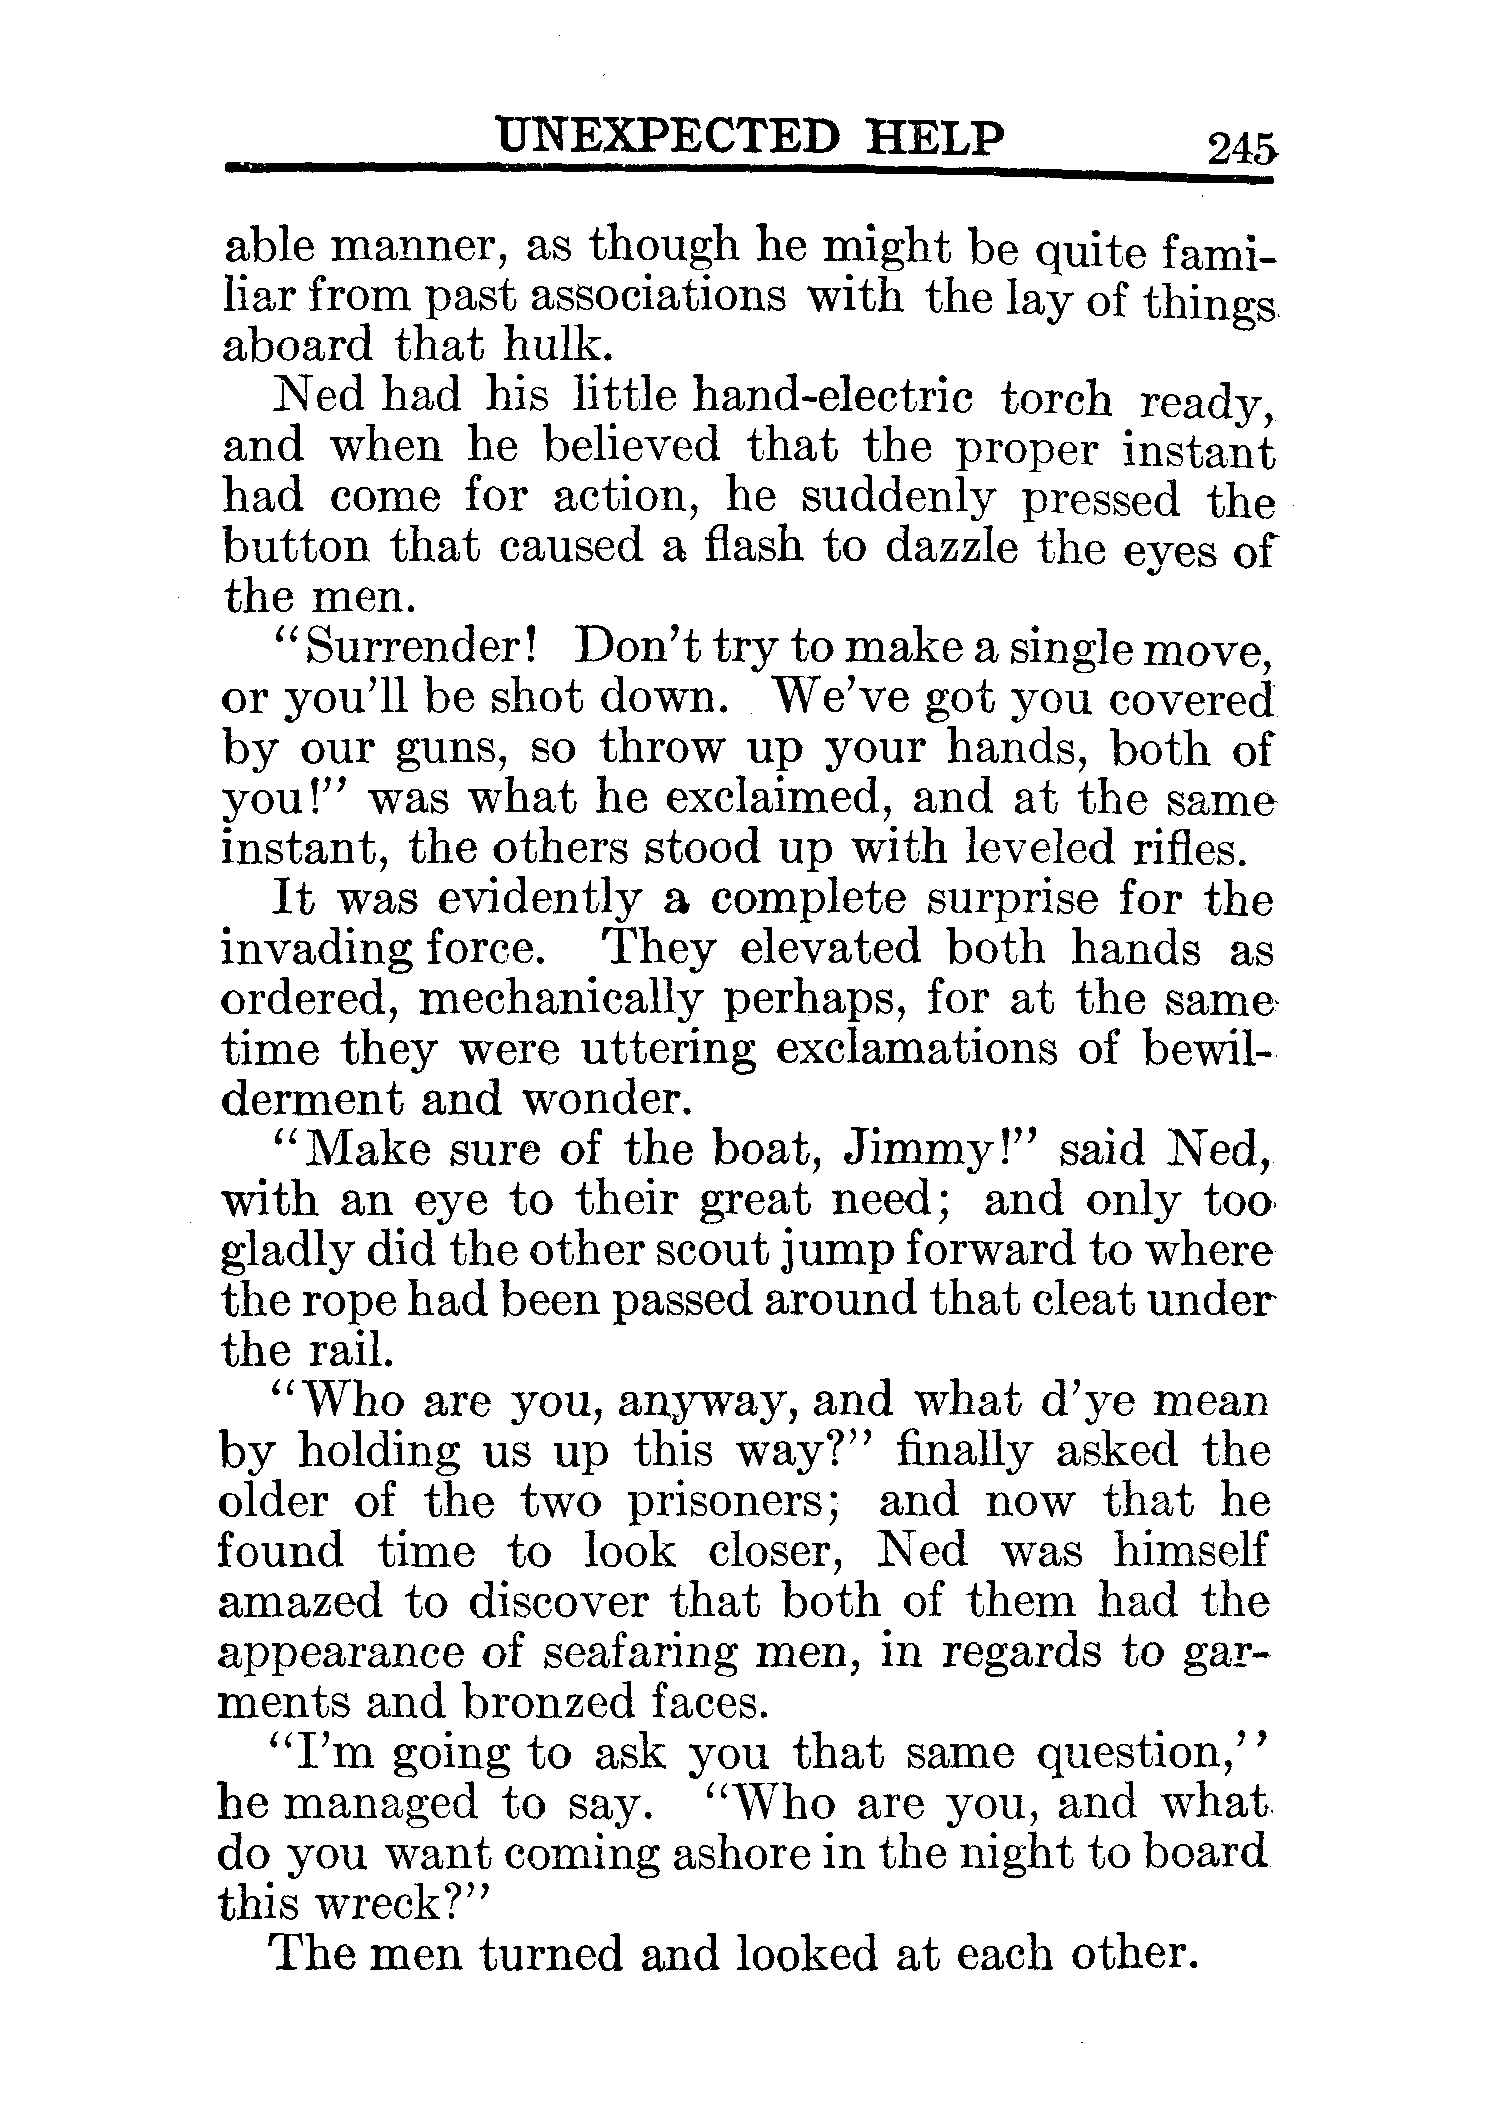 UNEXPECTED HELP 245
able manner, as though he might be quite fami-
liar from past associations with the lay of things
aboard that hulk.
Ned had his little hand-electric torch ready,
and when he believed that the proper instant
had come for action, he suddenly pressed the
button that caused a flash to dazzle the eyes of
the men.
"Surrender! Don't try to make a single move,
or you'll be shot down. We've got you covered
by our guns, so throw up your hands, both of
you!" was what he exclaimed, and at the same
instant, the others stood up with leveled rifles.
It was evidently a complete surprise for the
invading force. They elevated both hands as
ordered, mechanically perhaps, for at the same
time they were uttering exclamations of bewil-
derment and wonder.
"Make sure of the boat, Jimmy!" said Ned,
with an eye to their great need; and only too
gladly did the other scout jump forward to where
the rope had been passed around that cleat under
the rail.
"Who are you, anyway, and what d'ye mean
by holding us up this way?" finally asked the
older of the two prisoners; and now that he
found time to look closer, Ned was himself
amazed to discover that both of them had the
appearance of seafaring men, in regards to gar-
ments and bronzed faces.
"I'm going to ask you that same question,"
he managed to say. "Who are you, and what
do you want coming ashore in the night to board
this wreck?"
The men turned and looked at each other.